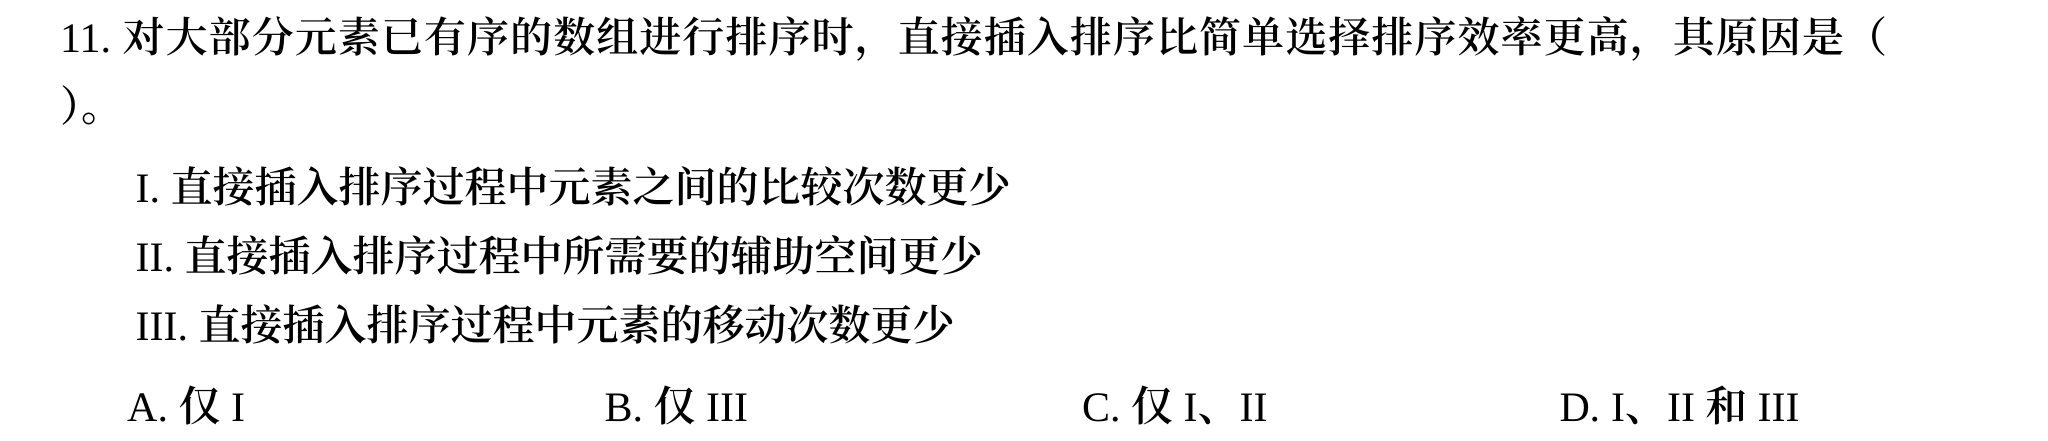 11. 对大部分元素已有序的数组进行排序时，直接插入排序比简单选择排序效率更高，其原因是（
）。
I. 直接插入排序过程中元素之间的比较次数更少
II. 直接插入排序过程中所需要的辅助空间更少
III. 直接插入排序过程中元素的移动次数更少
A. 仅 I B. 仅 III C. 仅 I、II D. I、II 和 III